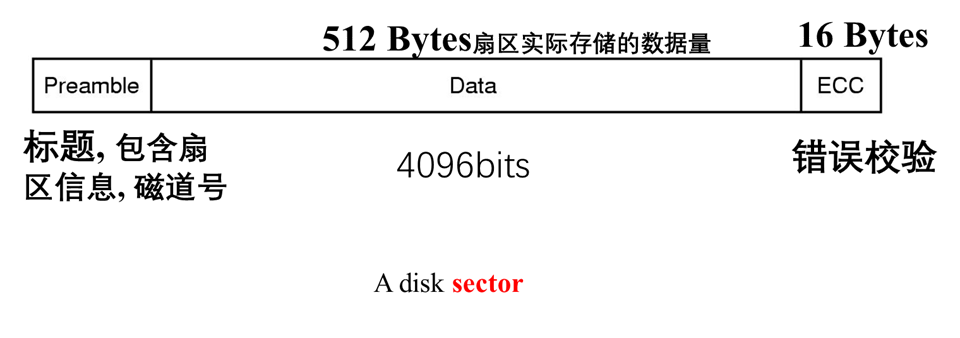 512 Bytes扇区实际存储的数据量
16 Bytes
Preamble
Data
ECC
标题, 包含扇
区信息, 磁道号
4096bits
错误校验
A disk sector